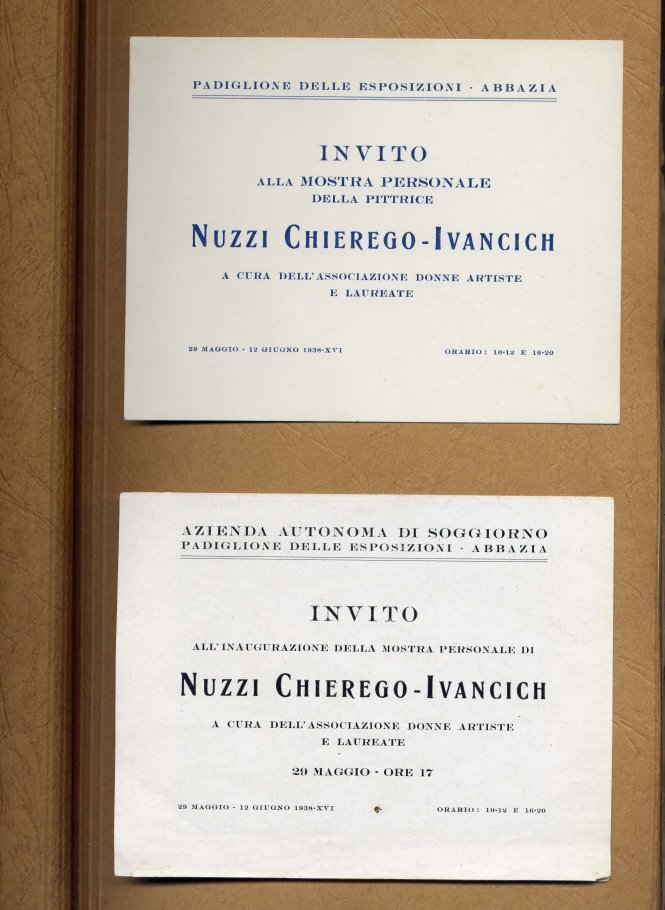 PADIGLIONE DELLE ESPOSIZIONI · ABBAZIA
INVITO
ALLA MOSTRA PERSONALE
DELLA PITTRICE
NUZZI CHIEREGO-IVANCICH
A CURA DELL'ASSOCIAZIONE DONNE ARTISTE
E LAUREATE
29 MAGGIO - 12 GIUGNO 1938-XVI
ORARIO: 10-12 E 16-20
AZIENDA AUTONOMA DI SOGGIORNO
PADIGLIONE DELLE ESPOSIZIONI · ABBAZIA
INVITO
ALL'INAUGURAZIONE DELLA MOSTRA PERSONALE DI
NUZZI CHIEREGO-IVANCICH
A CURA DELL'ASSOCIAZIONE DONNE ARTISTE
E LAUREATE
29 MAGGIO - ORE 17
29 MAGGIO - 12 GIUGNO 1938-XVI
ORARIO: 10-12 E 16-20